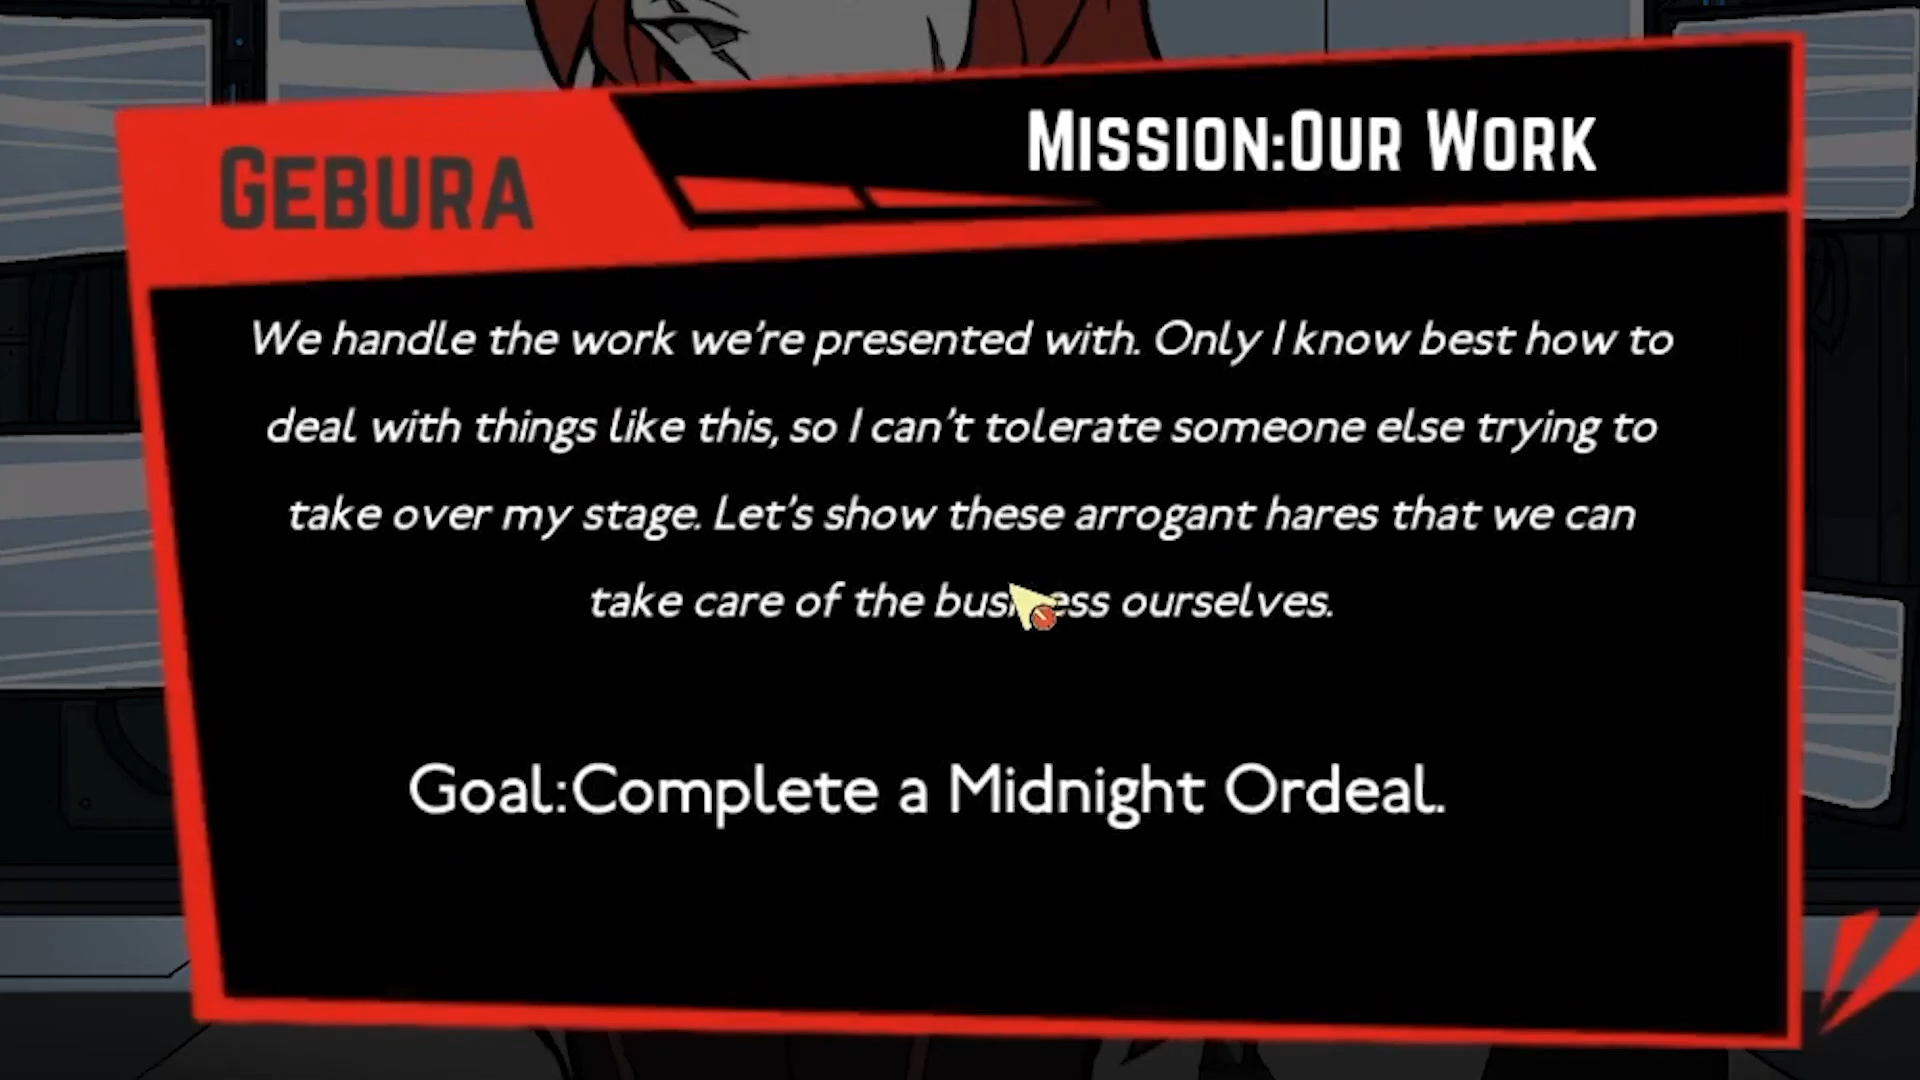 GEBURA
MISSION:OUR WORK
We handle the work we're presented with. Only I know best how to
deal with things like this, so I can't tolerate someone else trying to
take over my stage. Let's show these arrogant hares that we can
take care of the business ourselves.
Goal:Complete a Midnight Ordeal.